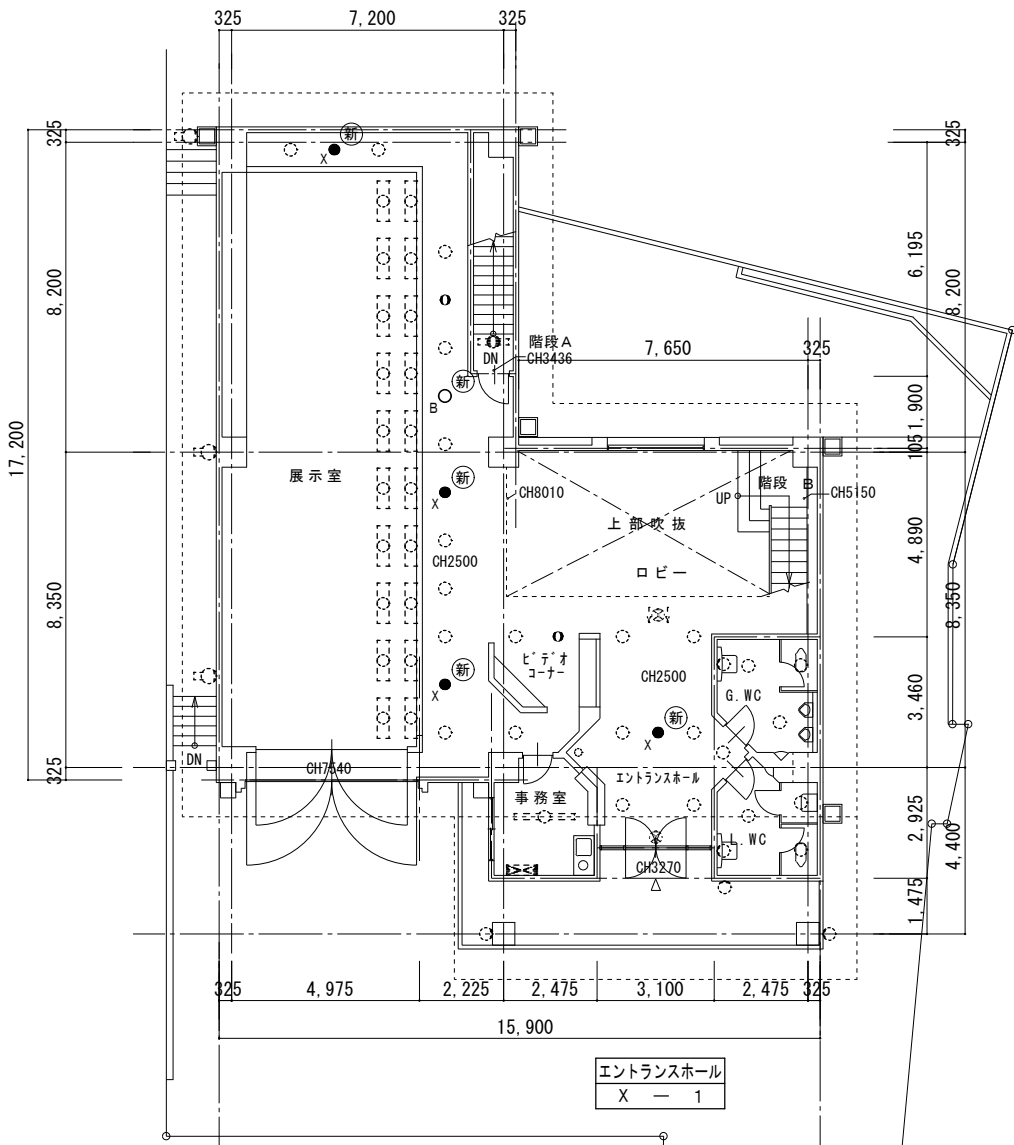 325
7,200
325
325
8,200
17,200
8,350
325
新
X
階段A
DN
CH3436
7,650
325
新
B
展示室
新
X
CH8010
階段 B
UP
CH5150
上部吹抜
CH2500
ロビー
ビデオ
コーナー
新
X
CH2500
G.WC
新
X
DN
CH7540
エントランスホール
事務室
L.WC
CH3270
325
6,195
8,200
1,900
105
4,890
8,350
3,460
2,925
4,400
1,475
325
4,975
2,225
2,475
3,100
2,475
325
15,900
エントランスホール
X － 1